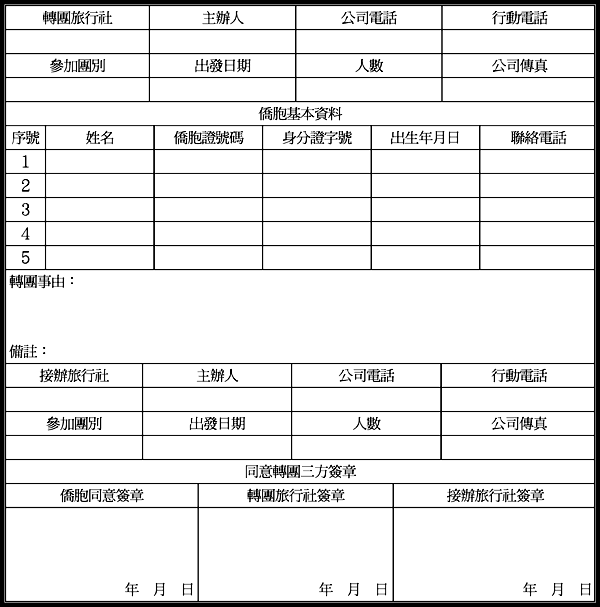 轉團旅行社 主辦人 公司電話 行動電話
參加團別 出發日期 人數 公司傳真
僑胞基本資料
序號 姓名 僑胞證號碼 身分證字號 出生年月日 聯絡電話
1
2
3
4
5
轉團事由：
備註：
接辦旅行社 主辦人 公司電話 行動電話
參加團別 出發日期 人數 公司傳真
同意轉團三方簽章
僑胞同意簽章 轉團旅行社簽章 接辦旅行社簽章
年 月 日 年 月 日 年 月 日